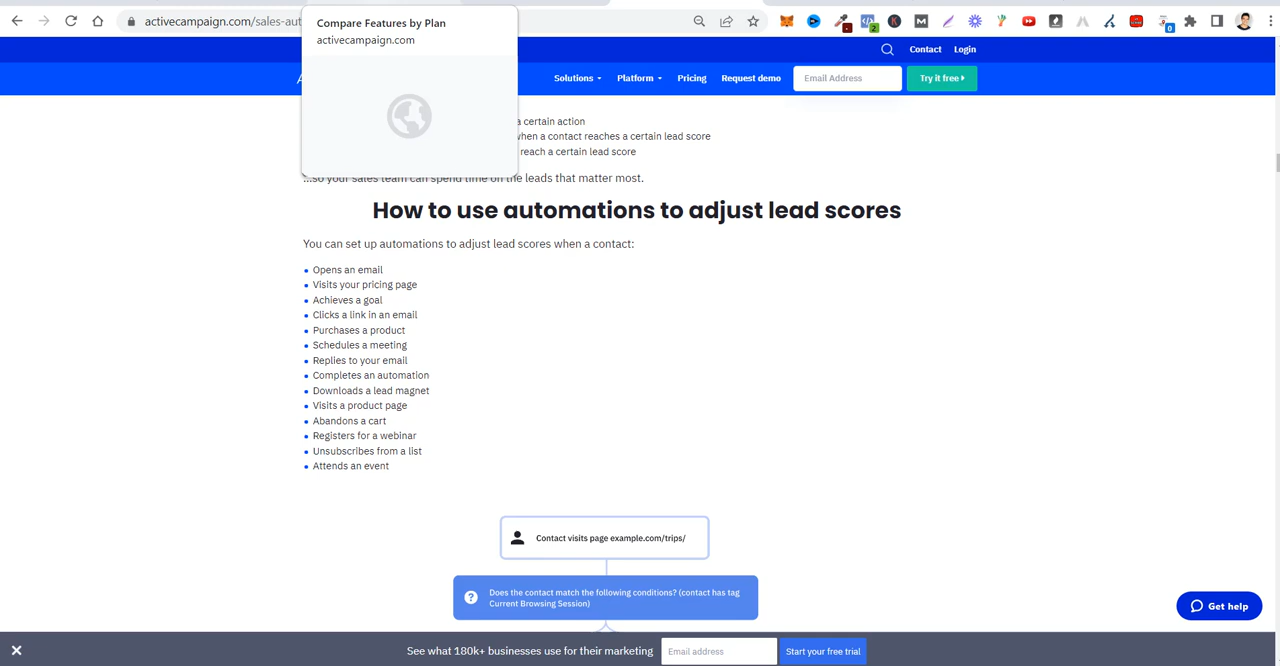 Compare Features by Plan
activecampaign.com
activecampaign.com/sales-aut
2
0
Contact
Login
Solutions
Platform
Pricing
Request demo
Email Address
Try it free
a certain action
when a contact reaches a certain lead score
reach a certain lead score
...so your sales team can spend time on the leads that matter most.
How to use automations to adjust lead scores
You can set up automations to adjust lead scores when a contact:
Opens an email
Visits your pricing page
Achieves a goal
Clicks a link in an email
Purchases a product
Schedules a meeting
Replies to your email
Completes an automation
Downloads a lead magnet
Visits a product page
Abandons a cart
Registers for a webinar
Unsubscribes from a list
Attends an event
Contact visits page example.com/trips/
Does the contact match the following conditions? (contact has tag
Current Browsing Session)
Get help
See what 180k+ businesses use for their marketing
Email address
Start your free trial